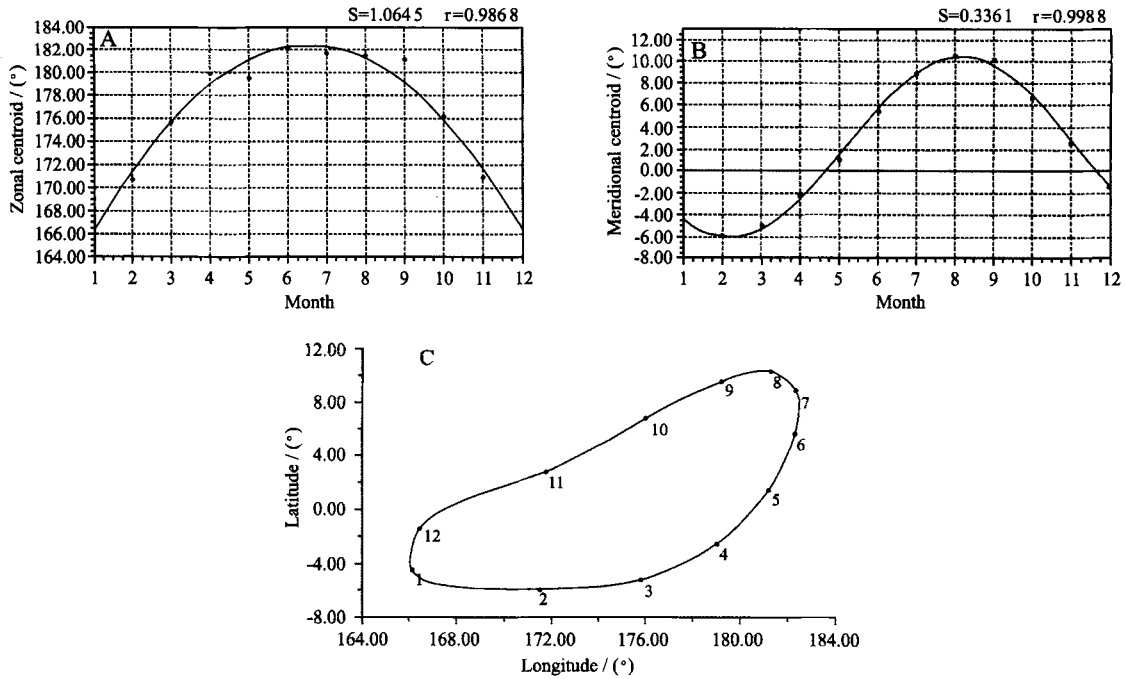 S=1.0645 r=0.9868
A
184.00
182.00
180.00
178.00
176.00
174.00
172.00
170.00
168.00
166.00
164.00
Zonal centroid / (°)
1 2 3 4 5 6 7 8 9 10 11 12
Month
S=0.3361 r=0.9988
B
12.00
10.00
8.00
6.00
4.00
2.00
0.00
-2.00
-4.00
-6.00
-8.00
Meridional centroid / (°)
1 2 3 4 5 6 7 8 9 10 11 12
Month
C
12.00
8.00
4.00
0.00
-4.00
-8.00
Latitude / (°)
9 8 7
10 6
11 5
12 4
1 2 3
164.00 168.00 172.00 176.00 180.00 184.00
Longitude / (°)